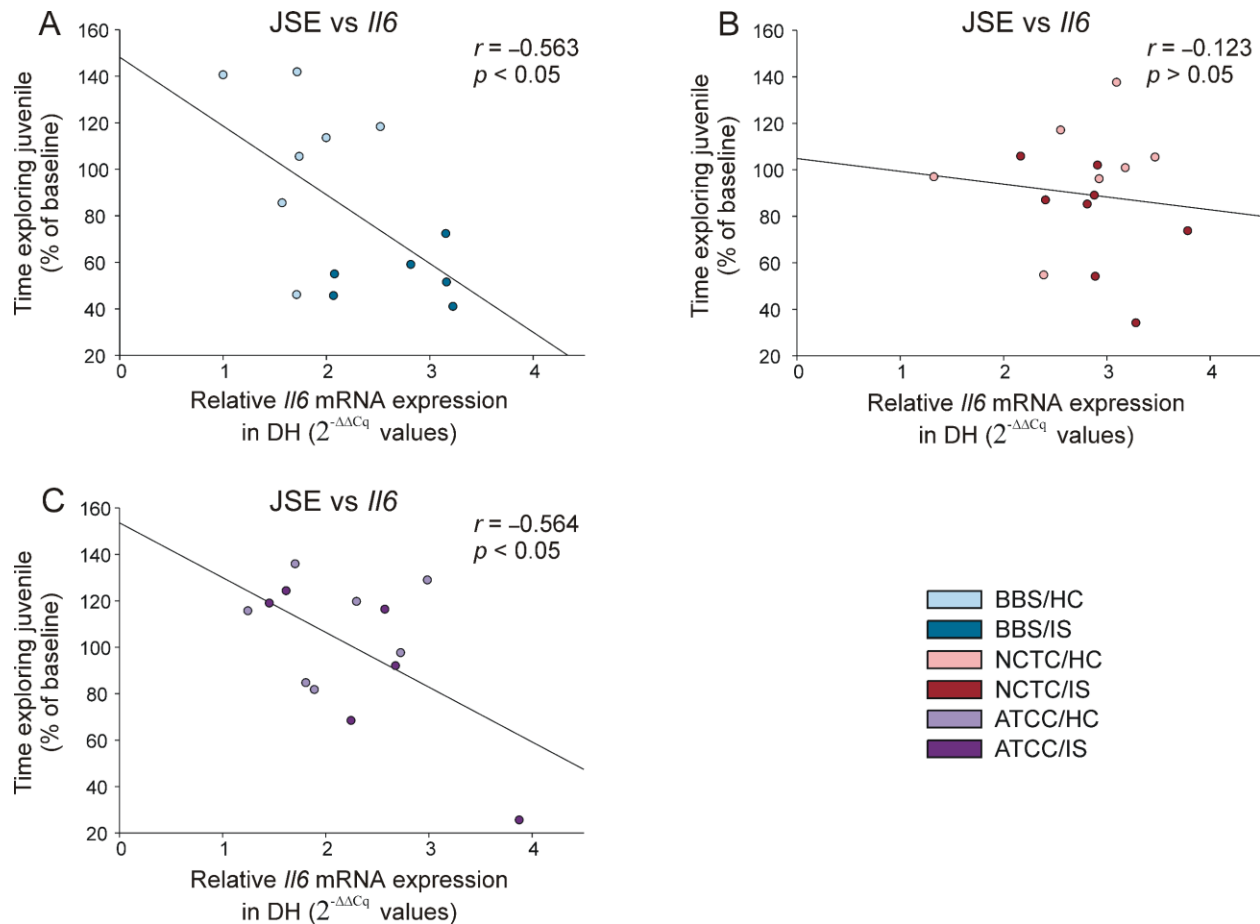 A
JSE vs Il6
r = –0.563
p < 0.05
160
140
120
100
80
60
40
20
Time exploring juvenile
(% of baseline)
0 1 2 3 4
Relative Il6 mRNA expression
in DH (2^-ΔΔCq values)
B
JSE vs Il6
r = –0.123
p > 0.05
160
140
120
100
80
60
40
20
Time exploring juvenile
(% of baseline)
0 1 2 3 4
Relative Il6 mRNA expression
in DH (2^-ΔΔCq values)
C
JSE vs Il6
r = –0.564
p < 0.05
160
140
120
100
80
60
40
20
Time exploring juvenile
(% of baseline)
0 1 2 3 4
Relative Il6 mRNA expression
in DH (2^-ΔΔCq values)
BBS/HC
BBS/IS
NCTC/HC
NCTC/IS
ATCC/HC
ATCC/IS